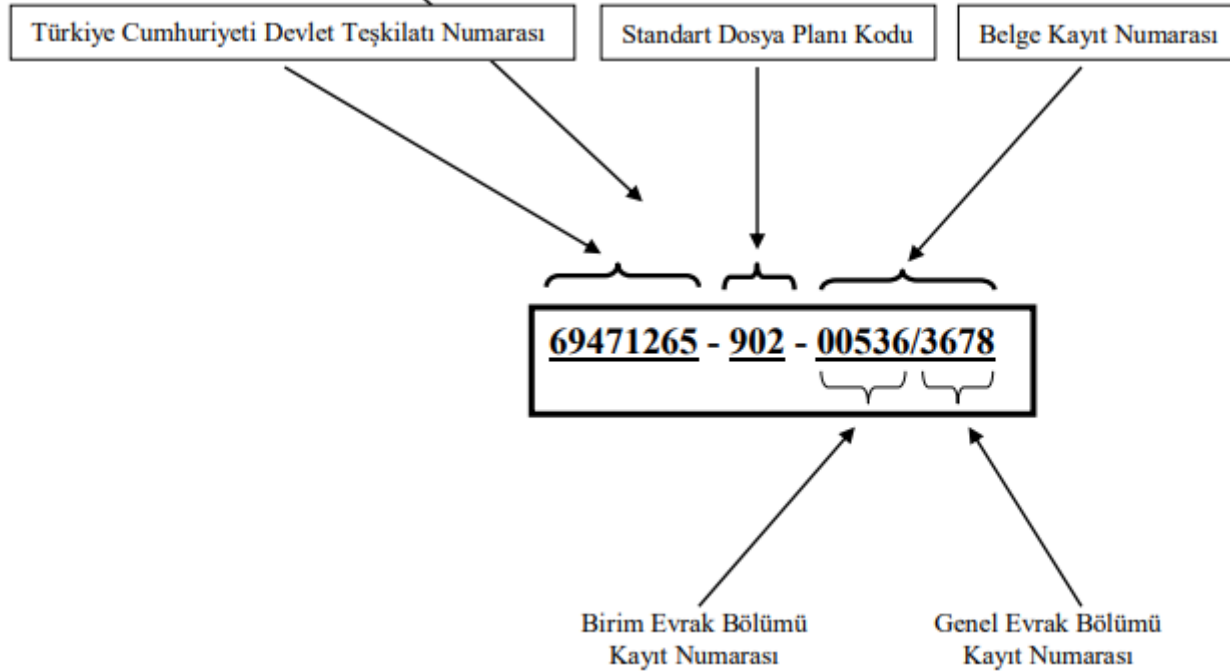 Türkiye Cumhuriyeti Devlet Teşkilatı Numarası
Standart Dosya Planı Kodu
Belge Kayıt Numarası
69471265 - 902 - 00536/3678
Birim Evrak Bölümü
Kayıt Numarası
Genel Evrak Bölümü
Kayıt Numarası